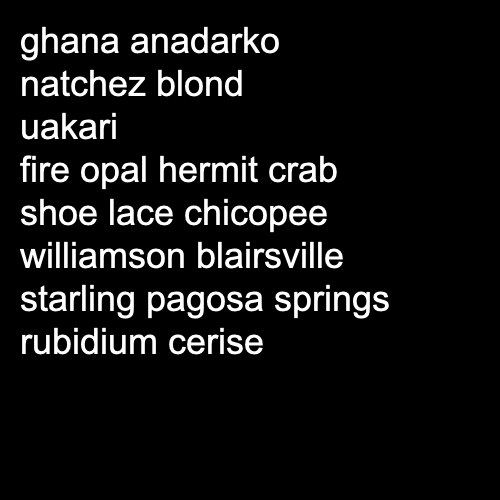 ghana anadarko
natchez blond
uakari
fire opal hermit crab
shoe lace chicopee
williamson blairsville
starling pagosa springs
rubidium cerise